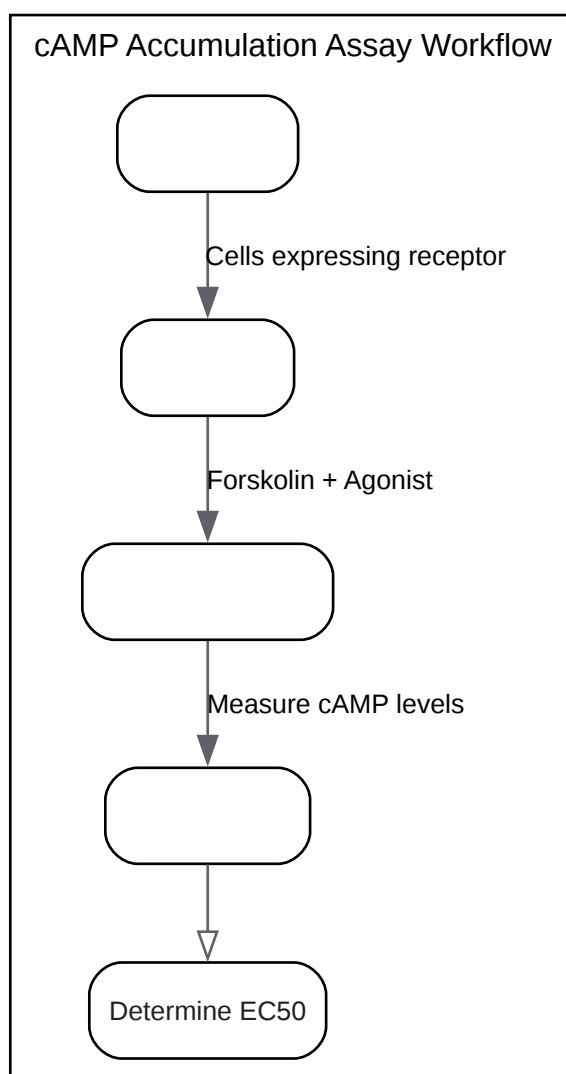 cAMP Accumulation Assay Workflow
Cells expressing receptor
Forskolin + Agonist
Measure cAMP levels
Determine EC50